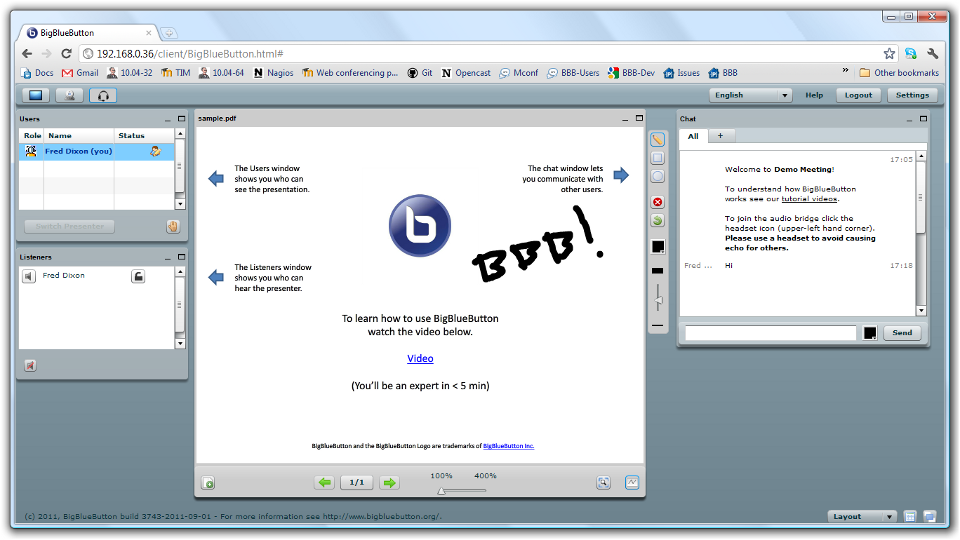 BigBlueButton
192.168.0.36/client/BigBlueButton.html#
Docs Gmail 10.04-32 TIM 10.04-64 Nagios Web conferencing p... Git Opencast Mconf BBB-Users BBB-Dev Issues BBB » Other bookmarks
English Help Logout Settings
Users
Role Name Status
Fred Dixon (you)
Switch Presenter
Listeners
Fred Dixon
sample.pdf
The Users window
shows you who can
see the presentation.
The chat window lets
you communicate with
other users.
b
BBB!
The Listeners window
shows you who can
hear the presenter.
To learn how to use BigBlueButton
watch the video below.
Video
(You'll be an expert in < 5 min)
BigBlueButton and the BigBlueButton Logo are trademarks of BigBlueButton Inc.
1/1 100% 400%
Chat
All +
17:05
Welcome to Demo Meeting!
To understand how BigBlueButton
works see our tutorial videos.
To join the audio bridge click the
headset icon (upper-left hand corner).
Please use a headset to avoid causing
echo for others.
Fred ... Hi 17:18
Send
(c) 2011, BigBlueButton build 3743-2011-09-01 - For more information see http://www.bigbluebutton.org/.
Layout